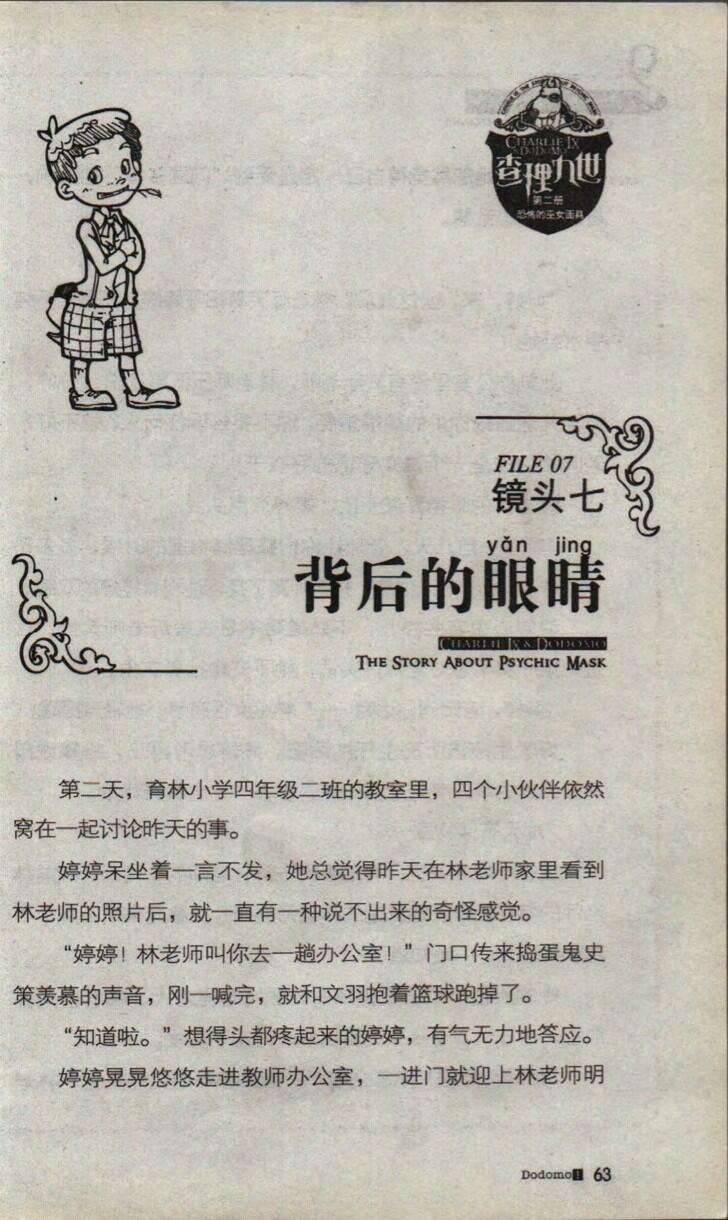 CHARLIE IX
& DODOMO
查理九世
第二册
恐怖的巫女面具
FILE 07
镜头七
yǎn jing
背后的眼睛
CHARLIE IX & DODOMO
THE STORY ABOUT PSYCHIC MASK
第二天，育林小学四年级二班的教室里，四个小伙伴依然
窝在一起讨论昨天的事。
婷婷呆坐着一言不发，她总觉得昨天在林老师家里看到
林老师的照片后，就一直有一种说不出来的奇怪感觉。
“婷婷！林老师叫你去一趟办公室！”门口传来捣蛋鬼史
策羡慕的声音，刚一喊完，就和文羽抱着篮球跑掉了。
“知道啦。”想得头都疼起来的婷婷，有气无力地答应。
婷婷晃晃悠悠走进教师办公室，一进门就迎上林老师明
Dodomo! 63